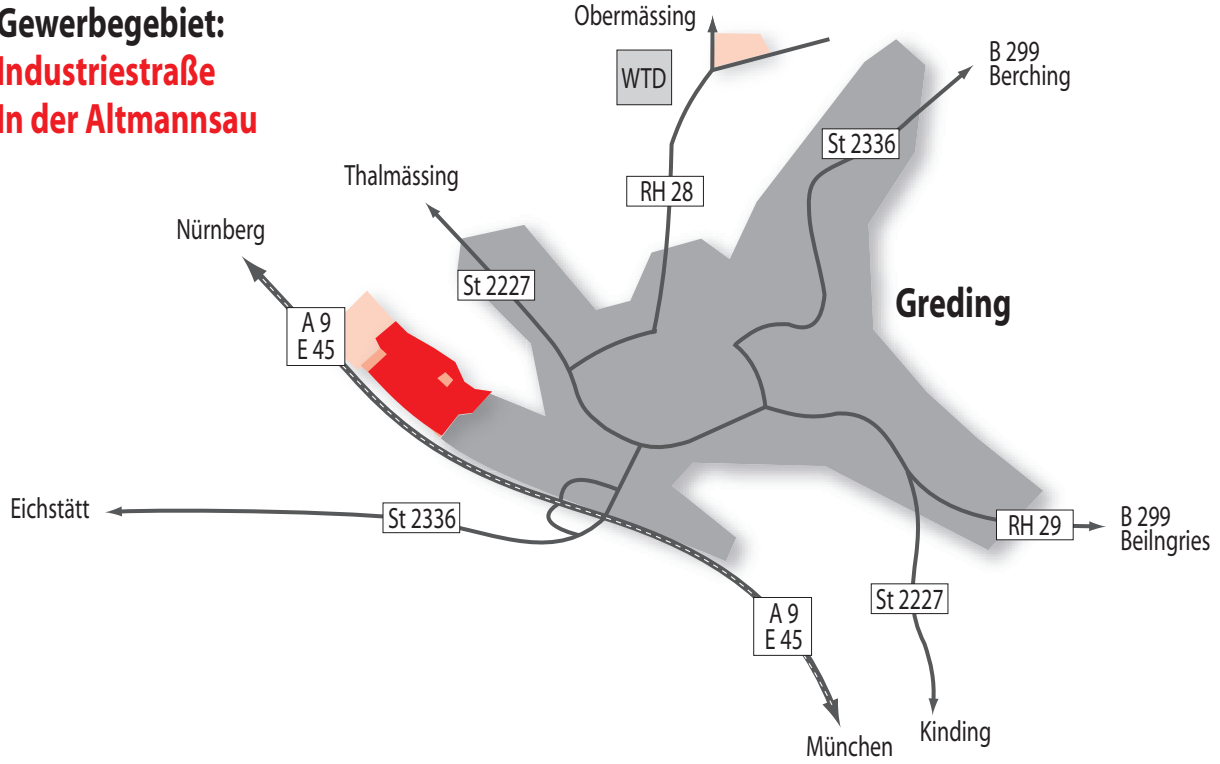 Gewerbegebiet:
Industriestraße
In der Altmannsau
Obermässing
WTD
B 299
Berching
St 2336
Thalmässing
RH 28
Nürnberg
St 2227
A 9
E 45
Greding
Eichstätt
St 2336
RH 29
B 299
Beilngries
St 2227
A 9
E 45
Kinding
München